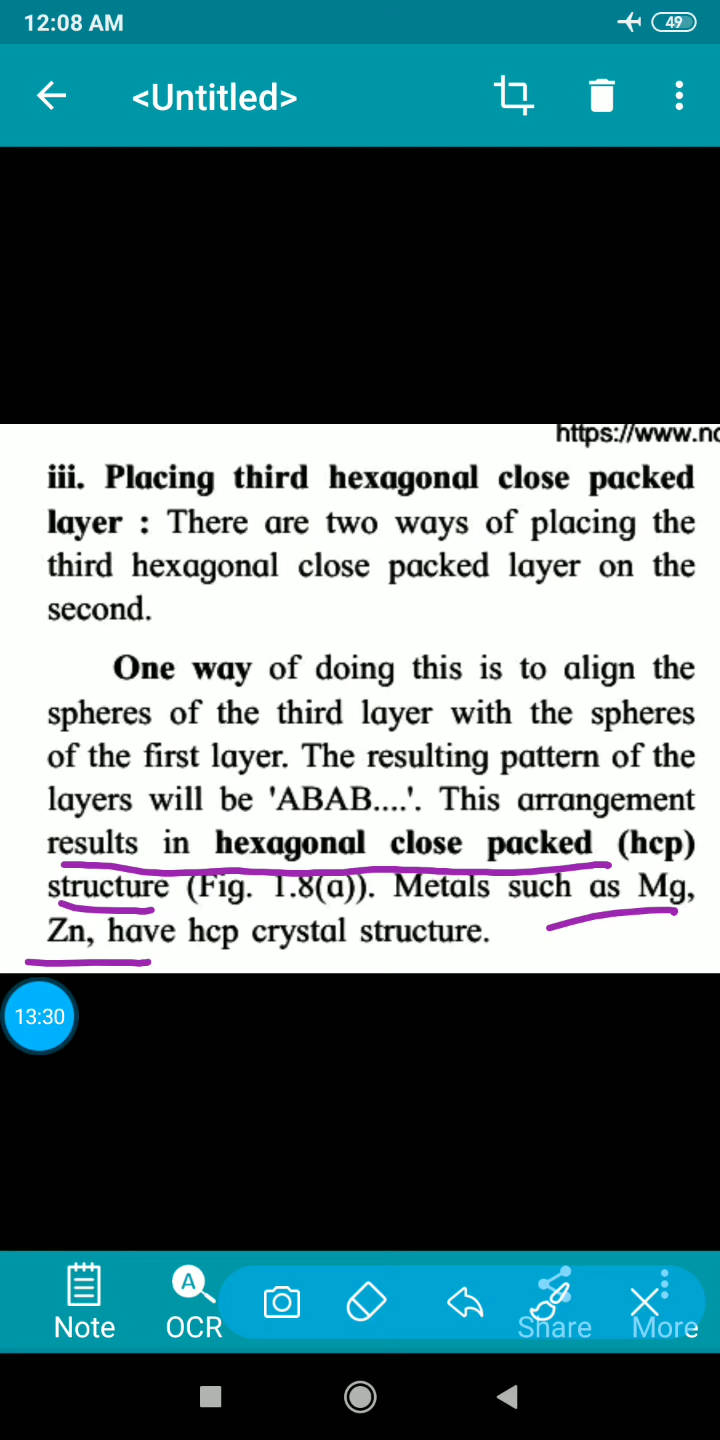 12:08 AM
49
<Untitled>
https://www.nc
iii. Placing third hexagonal close packed
layer : There are two ways of placing the
third hexagonal close packed layer on the
second.
One way of doing this is to align the
spheres of the third layer with the spheres
of the first layer. The resulting pattern of the
layers will be 'ABAB....'. This arrangement
results in hexagonal close packed (hcp)
structure (Fig. 1.8(a)). Metals such as Mg,
Zn, have hcp crystal structure.
13:30
A
Note OCR Share More